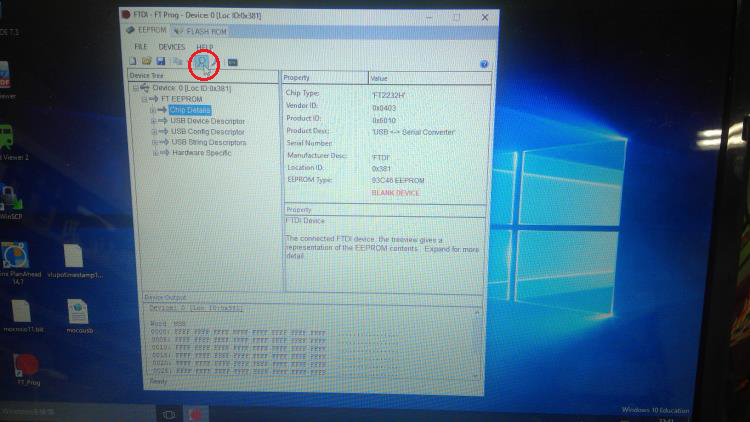 FTDI - FT Prog - Device: 0 [Loc ID:0x381]
EEPROM
FLASH ROM
FILE
DEVICES
HELP
Device Tree
Device: 0 [Loc ID:0x381]
FT EEPROM
Chip Details
USB Device Descriptor
USB Config Descriptor
USB String Descriptors
Hardware Specific
Property
Value
Chip Type:
'FT2232H'
Vendor ID:
0x0403
Product ID:
0x6010
Product Desc:
'USB <-> Serial Converter'
Serial Number:
Manufacturer Desc:
'FTDI'
Location ID:
0x381
EEPROM Type:
93C46 EEPROM
BLANK DEVICE
Property
FTDI Device
The connected FTDI device, the treeview gives a
representation of the EEPROM contents. Expand for more
detail.
Device Output
Device: 0 [Loc ID:0x381]
Word MSB
0000: FFFF FFFF FFFF FFFF FFFF FFFF FFFF FFFF
0008: FFFF FFFF FFFF FFFF FFFF FFFF FFFF FFFF
0010: FFFF FFFF FFFF FFFF FFFF FFFF FFFF FFFF
0018: FFFF FFFF FFFF FFFF FFFF FFFF FFFF FFFF
0020: FFFF FFFF FFFF FFFF FFFF FFFF FFFF FFFF
0028: FFFF FFFF FFFF FFFF FFFF FFFF FFFF FFFF
Ready
DE 7.3
viewer
Viewer 2
WinSCP
PlanAhead
14.7
vlupotimestamp1...
mocousb
FT_Prog
Windows 10 Education